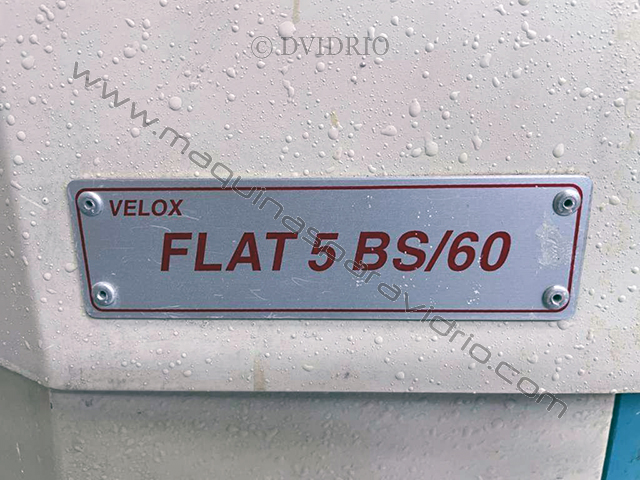 © DVIDRIO
www.maquinasparavidrio.com
VELOX
FLAT 5 BS/60